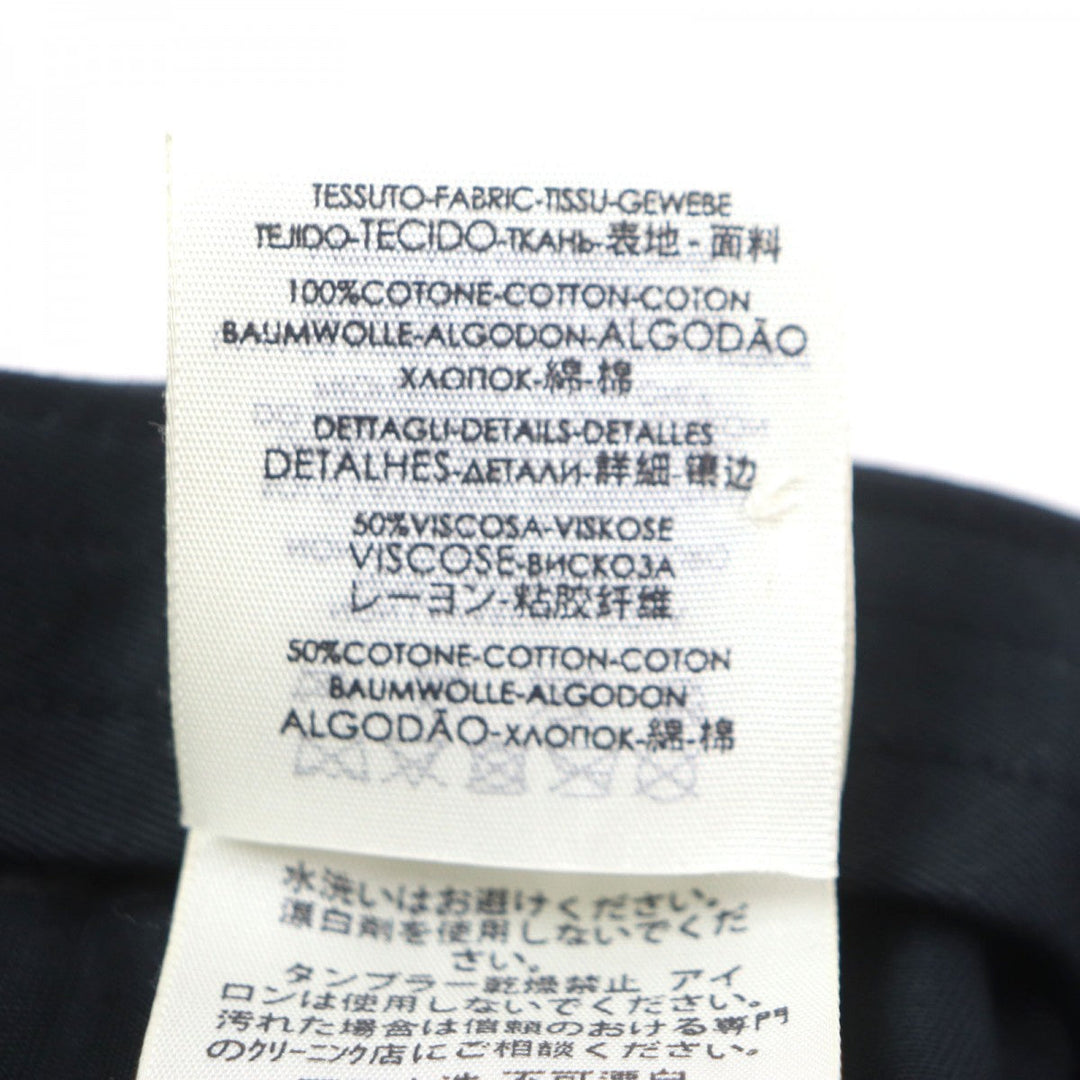 TESSUTO-FABRIC-TISSU-GEWEBE
TEJIDO-TECIDO-ТКАНЬ-表地-面料
100%COTONE-COTTON-COTON
BAUMWOLLE-ALGODON-ALGODÃO
ХЛОПОК-綿-棉
DETTAGLI-DETAILS-DETALLES
DETALHES-ДЕТАЛИ-詳細-镶边
50%VISCOSA-VISKOSE
VISCOSE-ВИСКОЗА
レーヨン-粘胶纤维
50%COTONE-COTTON-COTON
BAUMWOLLE-ALGODON
ALGODÃO-ХЛОПОК-綿-棉
水洗いはお避けください。
漂白剤を使用しないでくだ
さい。
タンブラー乾燥禁止 アイ
ロンは使用しないでください。
汚れた場合は信頼のおける専門
のクリーニング店にご相談ください。
不可漂白